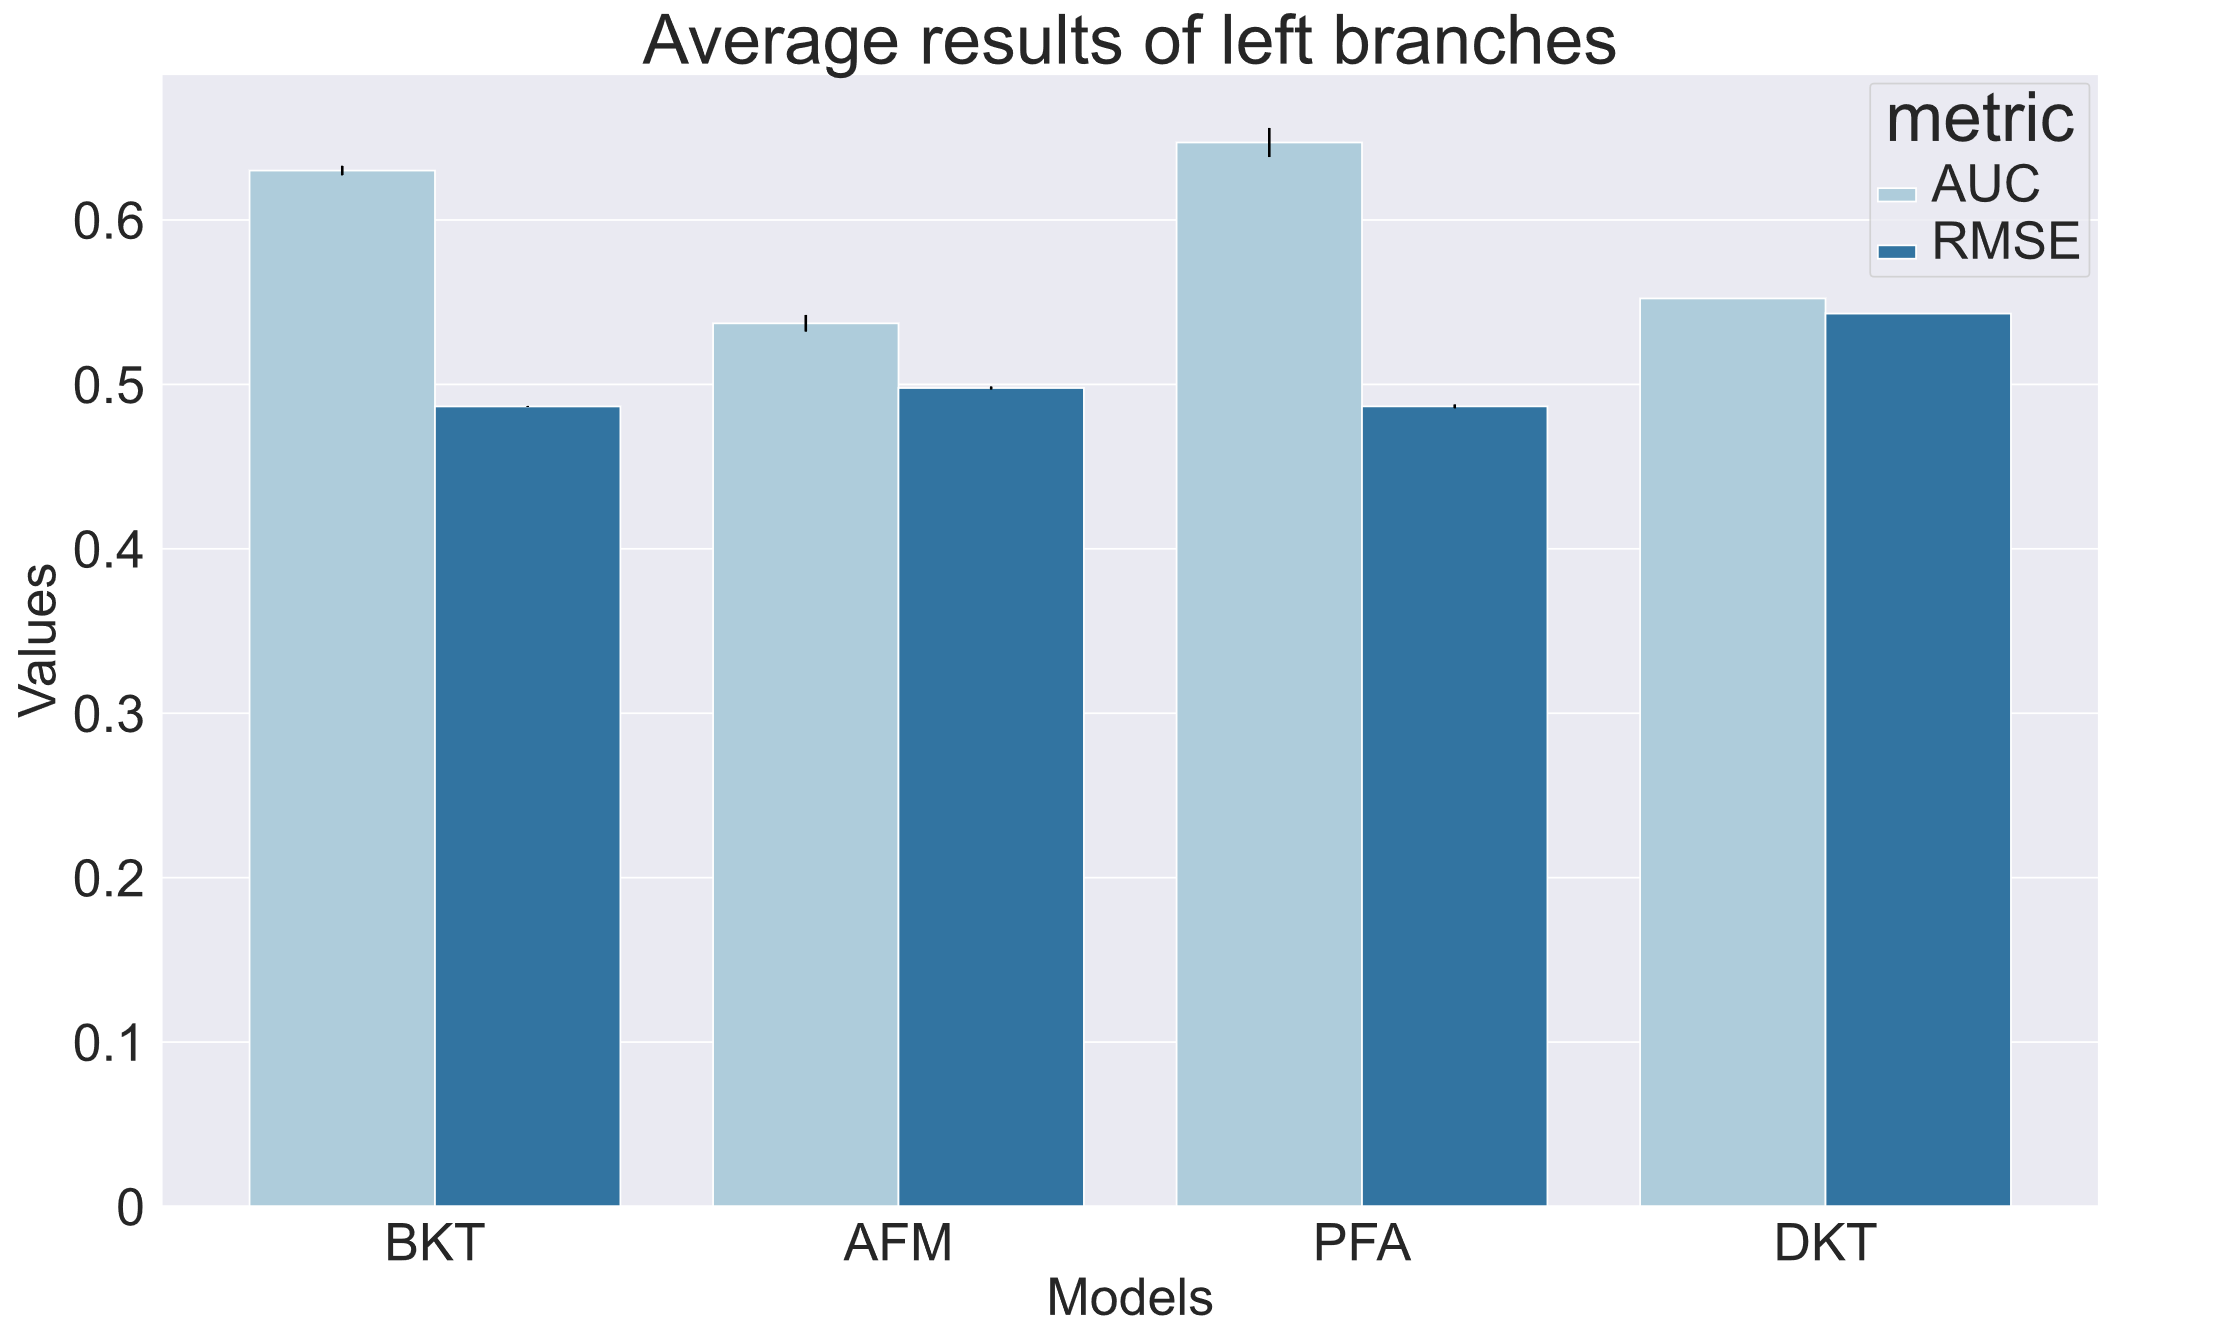 Average results of left branches
metric
AUC
RMSE
Values
0.6
0.5
0.4
0.3
0.2
0.1
0
BKT
AFM
PFA
DKT
Models